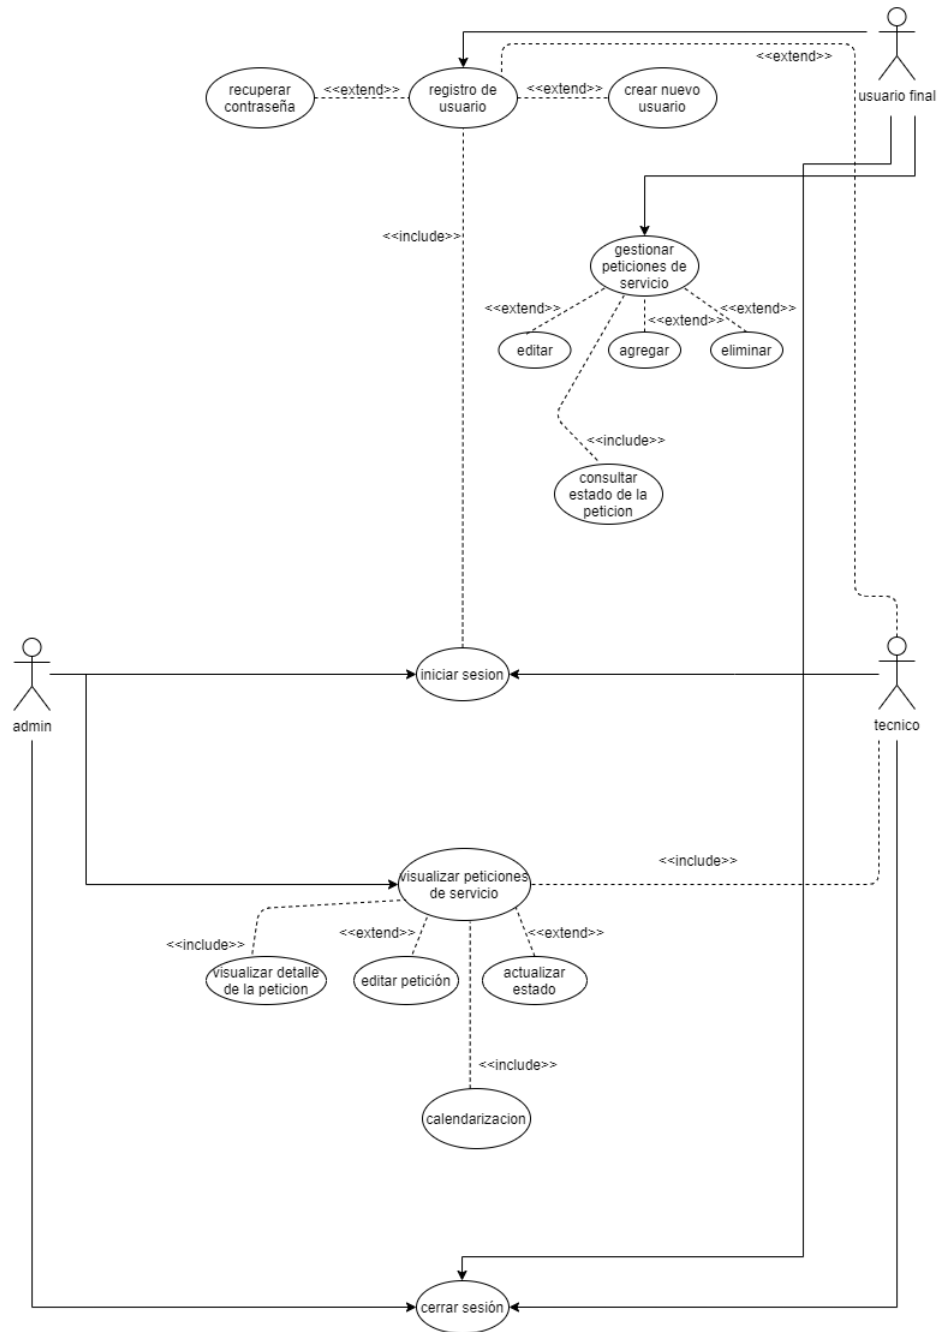 <<extend>>
usuario final
recuperar
contraseña
<<extend>>
registro de
usuario
<<extend>>
crear nuevo
usuario
<<include>>
gestionar
peticiones de
servicio
<<extend>>
<<extend>>
<<extend>>
editar
agregar
eliminar
<<include>>
consultar
estado de la
peticion
iniciar sesion
admin
tecnico
visualizar peticiones
de servicio
<<include>>
<<include>>
<<extend>>
<<extend>>
visualizar detalle
de la peticion
editar petición
actualizar
estado
<<include>>
calendarizacion
cerrar sesión